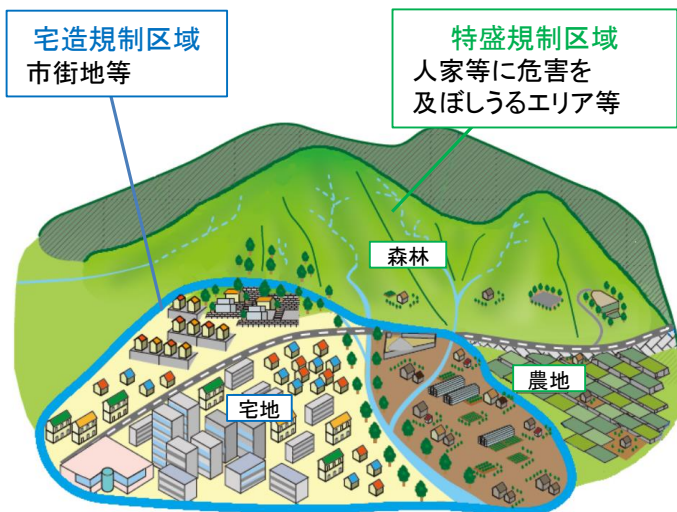 宅造規制区域
市街地等
特盛規制区域
人家等に危害を
及ぼしうるエリア等
森林
農地
宅地